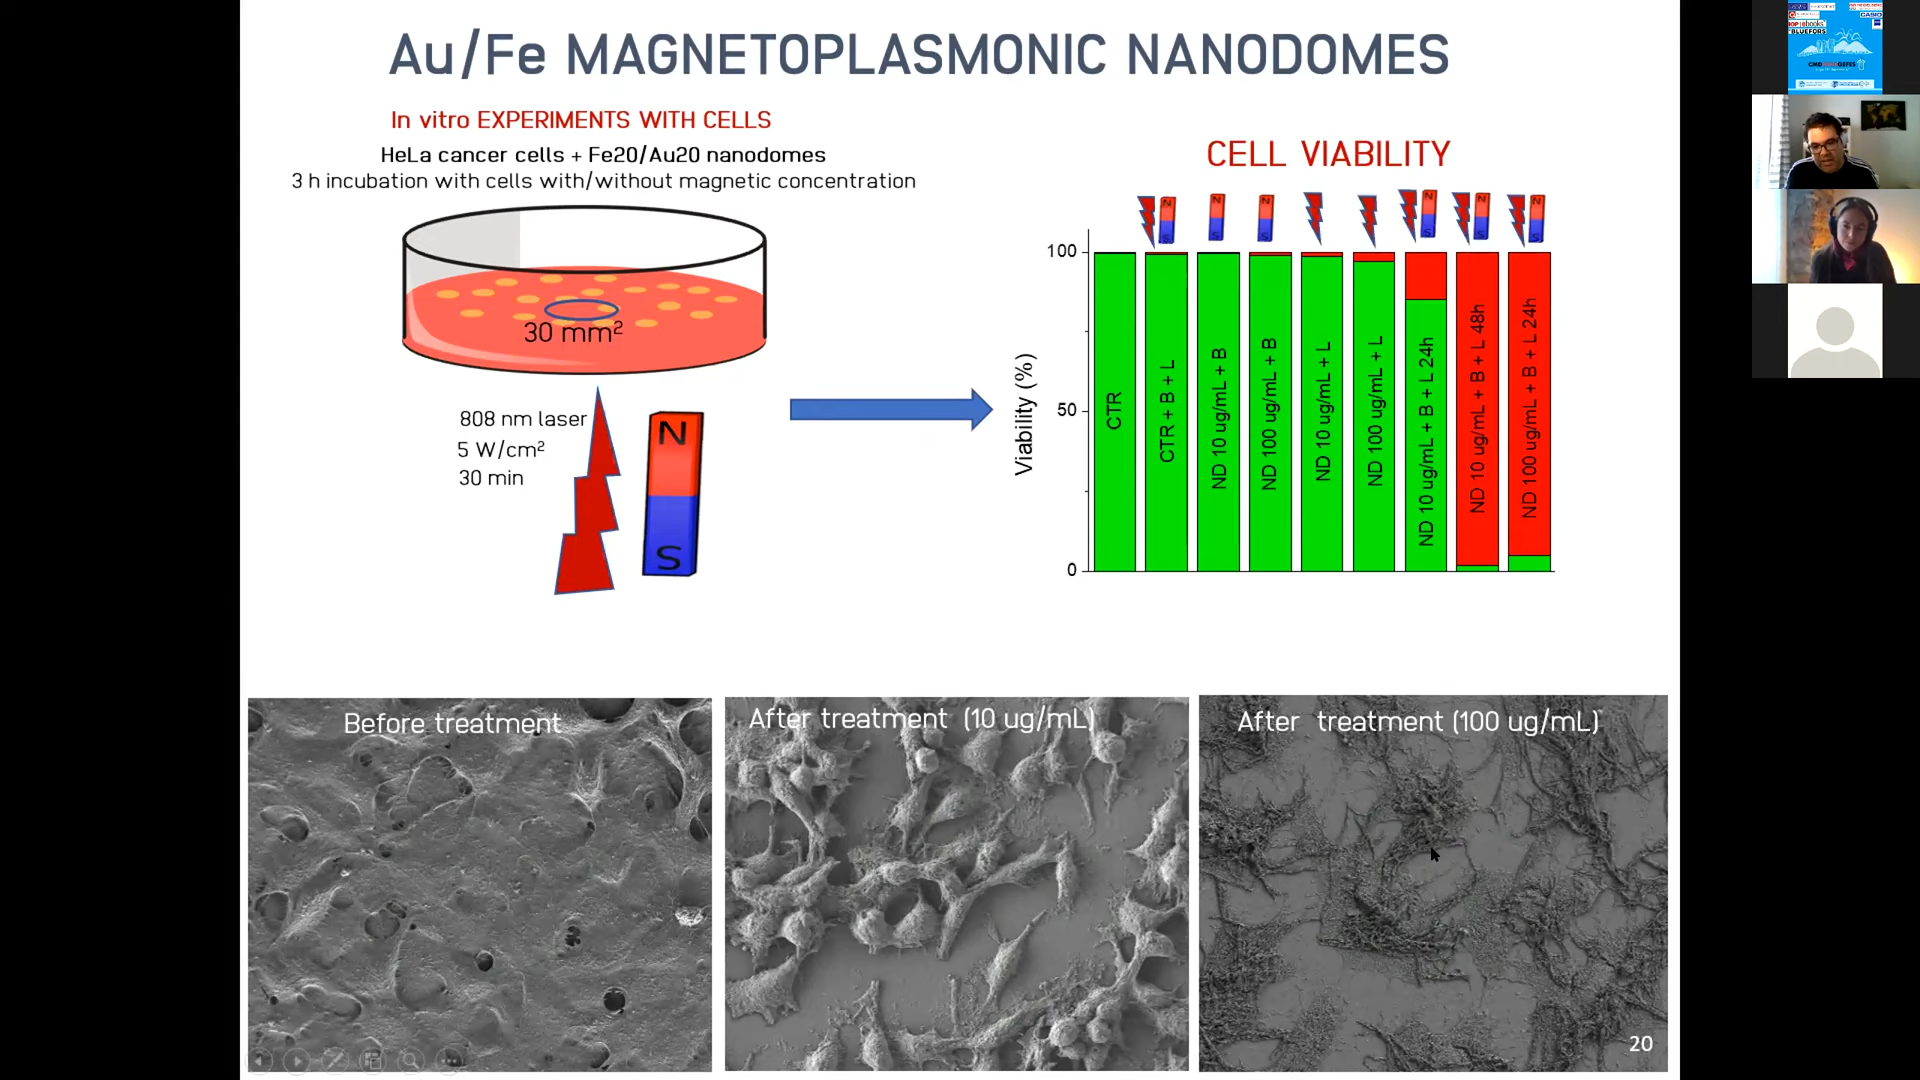 Au/Fe MAGNETOPLASMONIC NANODOMES
In vitro EXPERIMENTS WITH CELLS
HeLa cancer cells + Fe20/Au20 nanodomes
3 h incubation with cells with/without magnetic concentration
30 mm²
808 nm laser
5 W/cm²
30 min
N
S
CELL VIABILITY
N
S
N
S
N
S
N
S
N
S
N
S
100
50
0
Viability (%)
CTR
CTR + B + L
ND 10 ug/mL + B
ND 100 ug/mL + B
ND 10 ug/mL + L
ND 100 ug/mL + L
ND 10 ug/mL + B + L 24h
ND 10 ug/mL + B + L 48h
ND 100 ug/mL + B + L 24h
Before treatment
After treatment (10 ug/mL)
After treatment (100 ug/mL)
20
CASIO
IOP ebooks
BLUEFORS